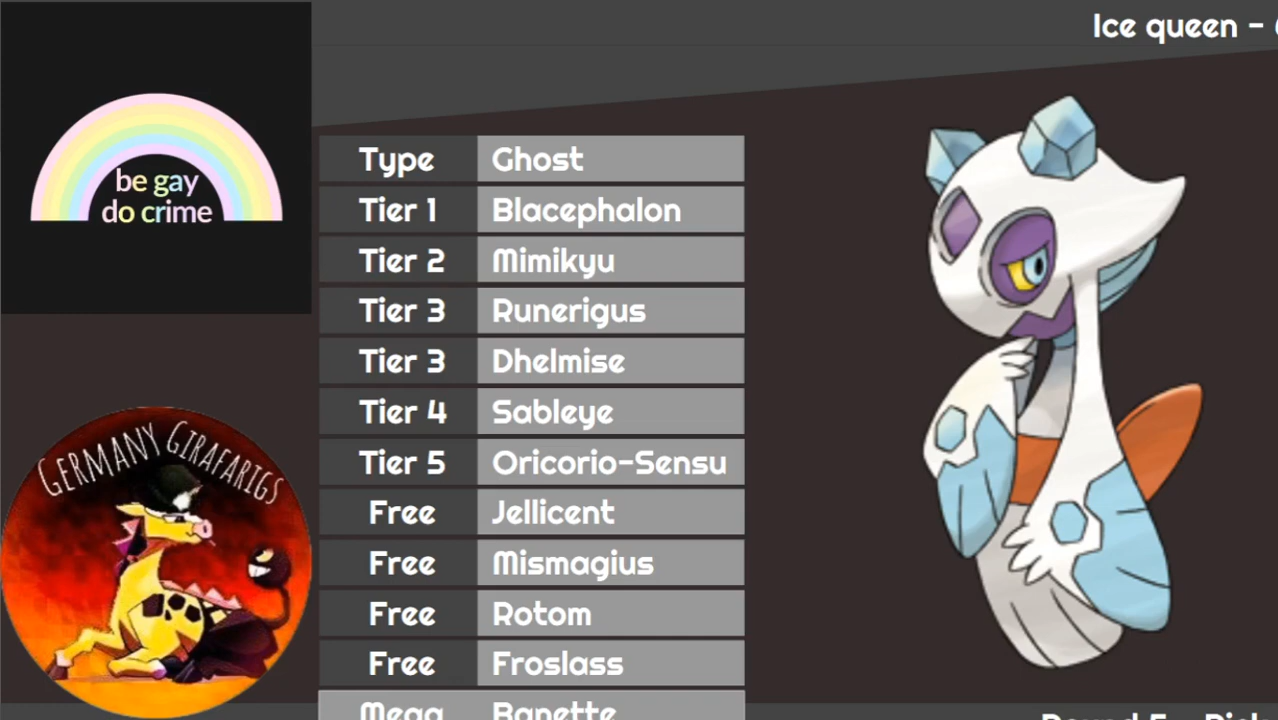 Ice queen -
be gay
do crime
GERMANY GIRAFARIGS
Type Ghost
Tier 1 Blacephalon
Tier 2 Mimikyu
Tier 3 Runerigus
Tier 3 Dhelmise
Tier 4 Sableye
Tier 5 Oricorio-Sensu
Free Jellicent
Free Mismagius
Free Rotom
Free Froslass
Mega Banette